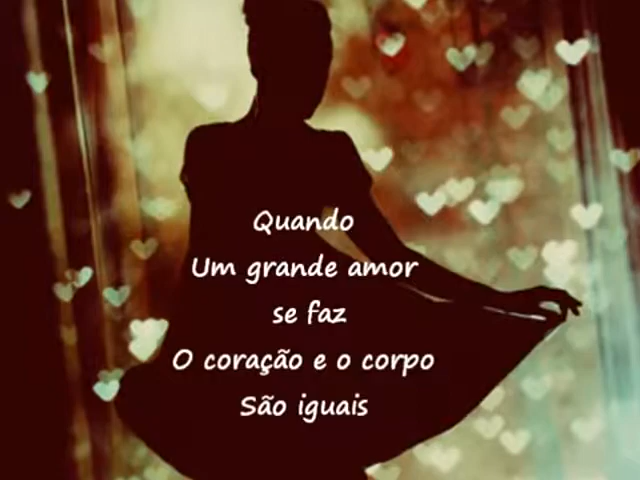 Quando
Um grande amor
se faz
O coração e o corpo
São iguais